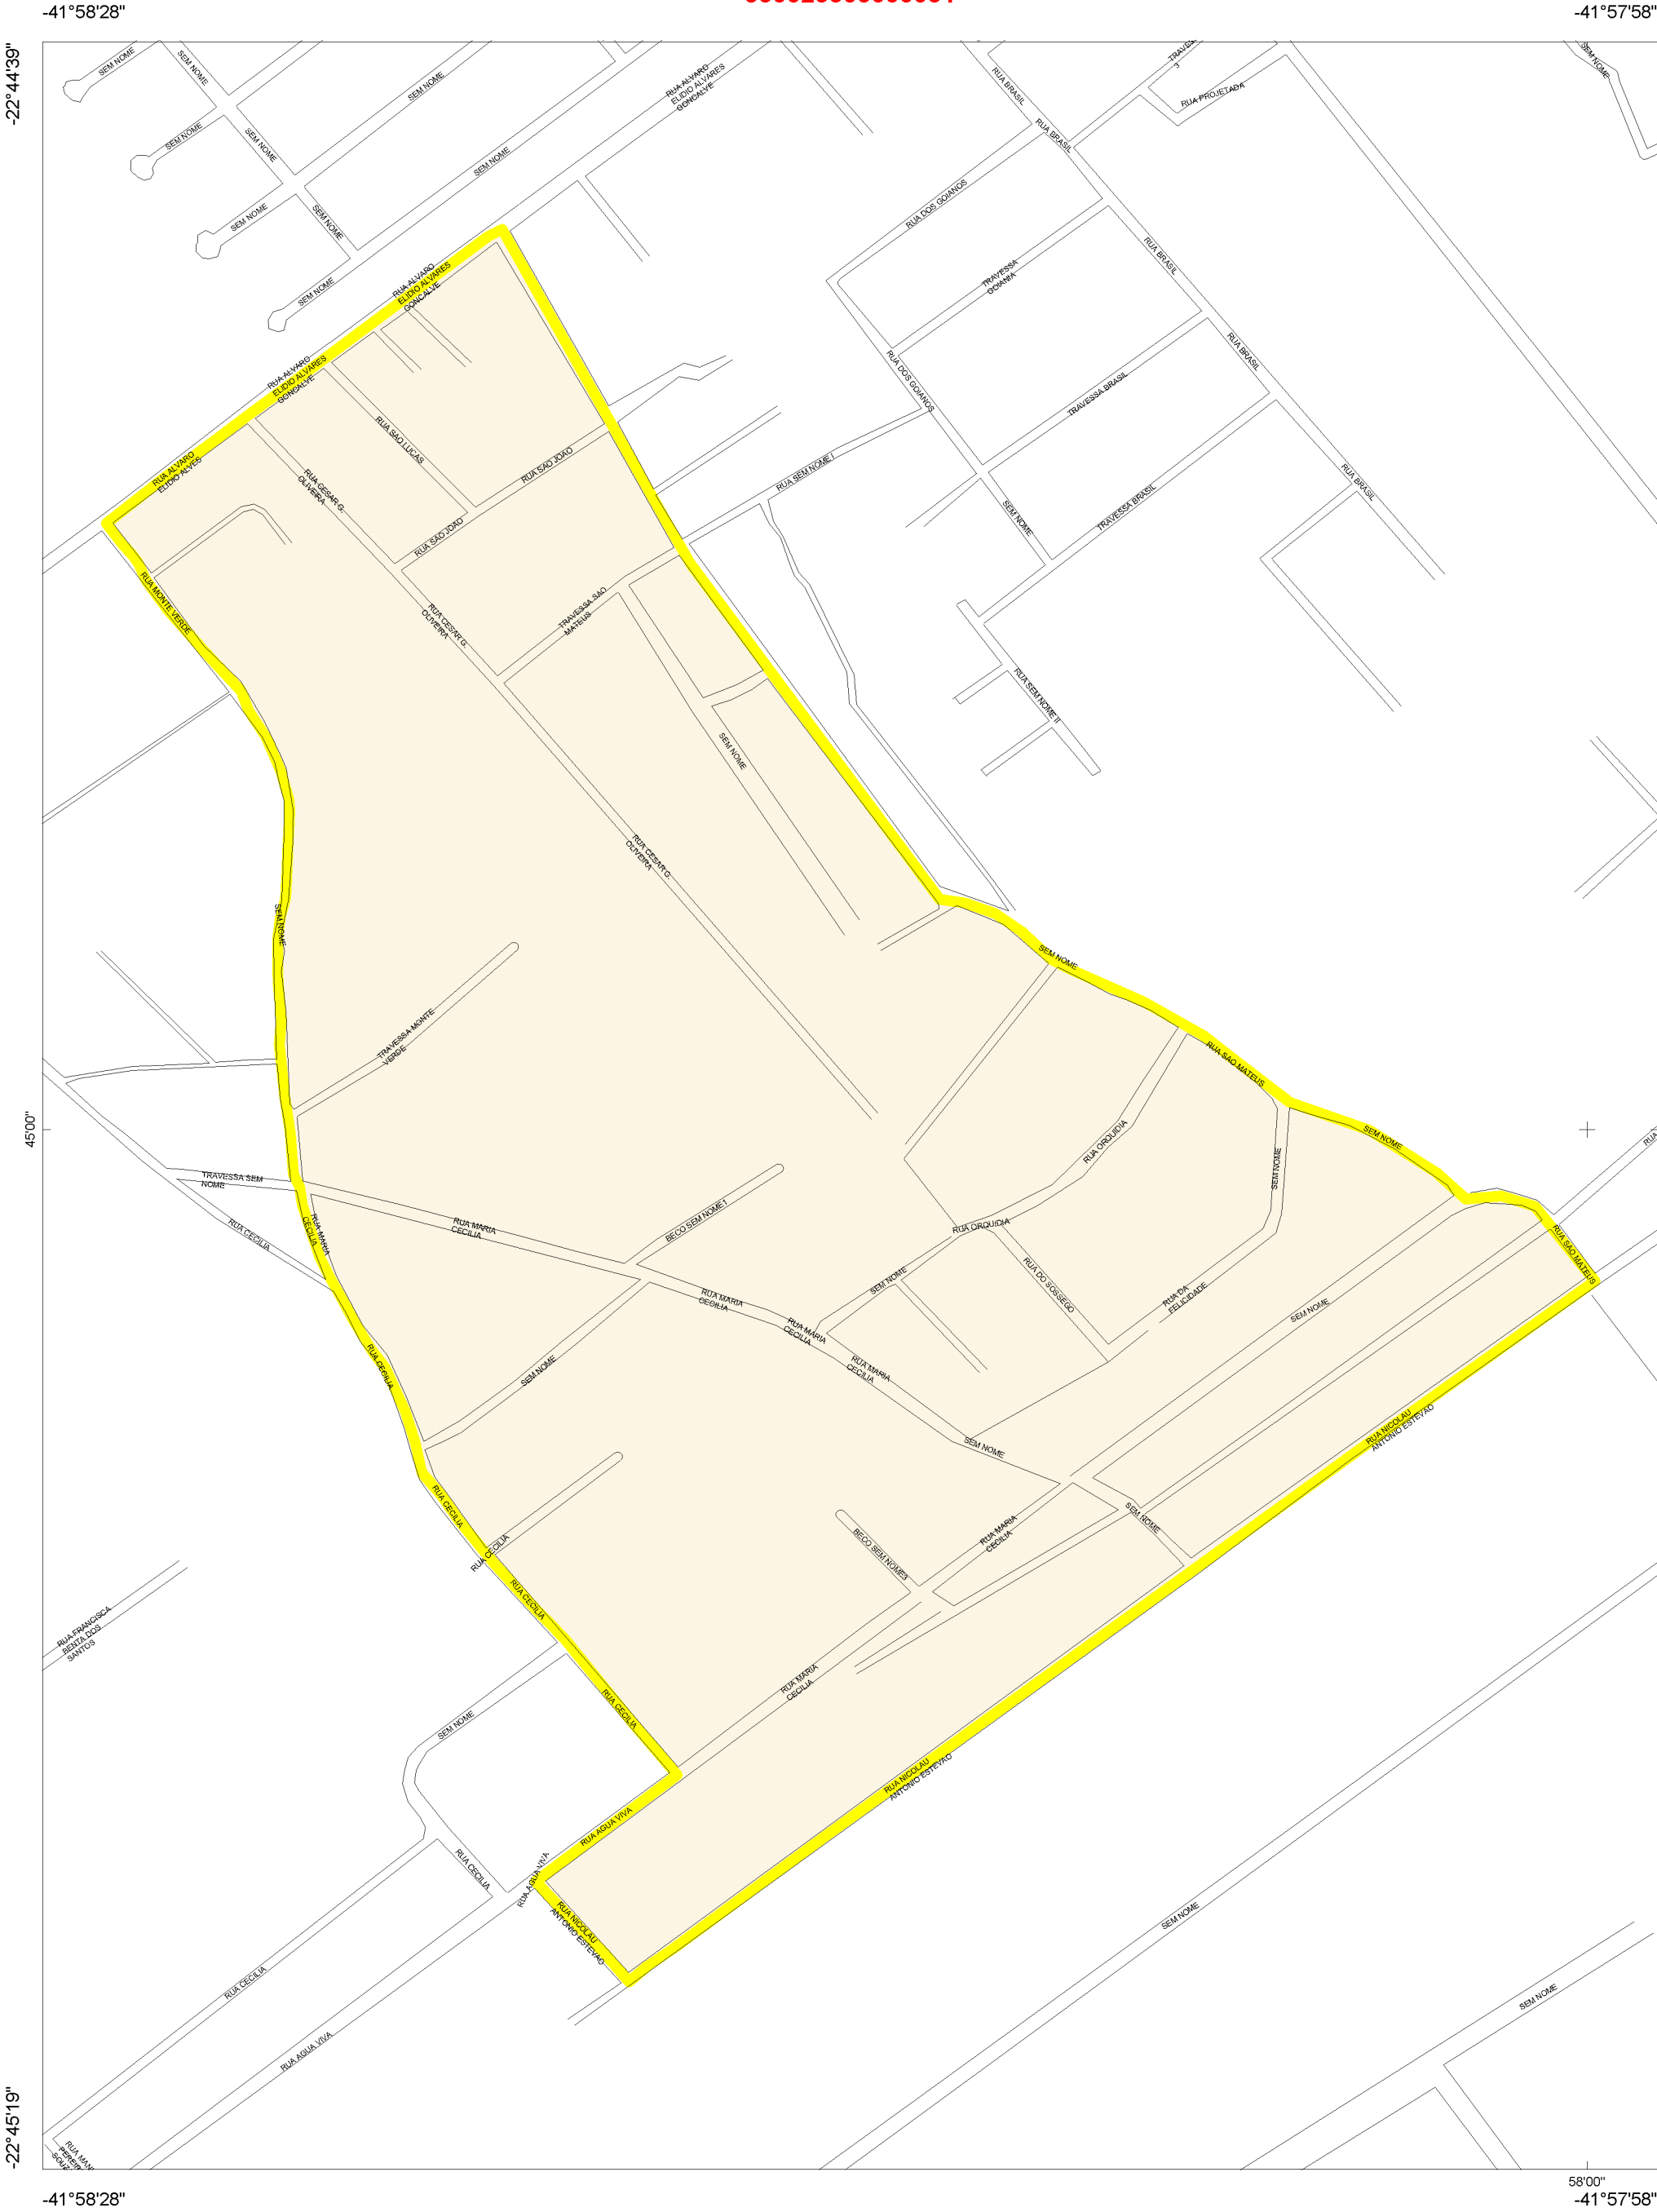 -41°58'28"
-41°57'58"
-22°44'39"
SEM NOME
SEM NOME
SEM NOME
RUA ALVARO
ELIDIO ALVARES
GONCALVE
RUA BRASIL
RUA PROJETADA
SEM NOME
SEM NOME
SEM NOME
SEM NOME
RUA BRASIL
SEM NOME
SEM NOME
RUA DOS GOIANOS
RUA BRASIL
TRAVESSA
GOIANIA
SEM NOME
RUA ALVARO
ELIDIO ALVARES
GONCALVE
RUA ALVARO
ELIDIO ALVARES
GONCALVE
RUA BRASIL
RUA DOS GOIANOS
TRAVESSA BRASIL
RUA SAO LUCAS
RUA SAO JOAO
RUA ALVARO
ELIDIO ALVES
RUA CESAR G.
OLIVEIRA
RUA SEM NOME I
RUA BRASIL
TRAVESSA BRASIL
SEM NOME
RUA SAO JOAO
RUA MONTE VERDE
RUA CESAR G.
OLIVEIRA
TRAVESSA SAO
MATEUS
RUA SEM NOME II
SEM NOME
RUA CESAR G.
OLIVEIRA
SEM NOME
SEM NOME
TRAVESSA MONTE
VERDE
RUA SAO MATEUS
45'00"
RUA ORQUIDIA
SEM NOME
SEM NOME
RUA
TRAVESSA SEM
NOME
RUA CECILIA
RUA MARIA
CECILIA
RUA MARIA
CECILIA
BECO SEM NOME1
RUA ORQUIDIA
RUA SAO MATEUS
RUA MARIA
CECILIA
SEM NOME
RUA DO SOSSEGO
RUA DA
FELICIDADE
SEM NOME
RUA MARIA
CECILIA
RUA CECILIA
SEM NOME
RUA MARIA
CECILIA
RUA NICOLAU
ANTONIO ESTEVAO
SEM NOME
RUA CECILIA
RUA CECILIA
BECO SEM NOME3
RUA MARIA
CECILIA
SEM NOME
RUA CECILIA
RUA FRANCISCA
BENTA DOS
SANTOS
RUA MARIA
CECILIA
RUA CECILIA
SEM NOME
RUA NICOLAU
ANTONIO ESTEVAO
RUA AGUA VIVA
RUA CECILIA
RUA AGUA VIVA
RUA NICOLAU
ANTONIO ESTEVAO
SEM NOME
RUA CECILIA
SEM NOME
RUA AGUA VIVA
-22°45'19"
58'00"
-41°58'28"
-41°57'58"